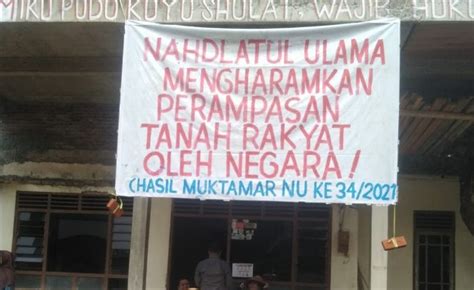 MIKU PODO KOYO SHOLAT, WAJIB HUK
NAHDLATUL ULAMA
MENGHARAMKAN
PERAMPASAN
TANAH RAKYAT
OLEH NEGARA!
(HASIL MUKTAMAR NU KE 34/2021